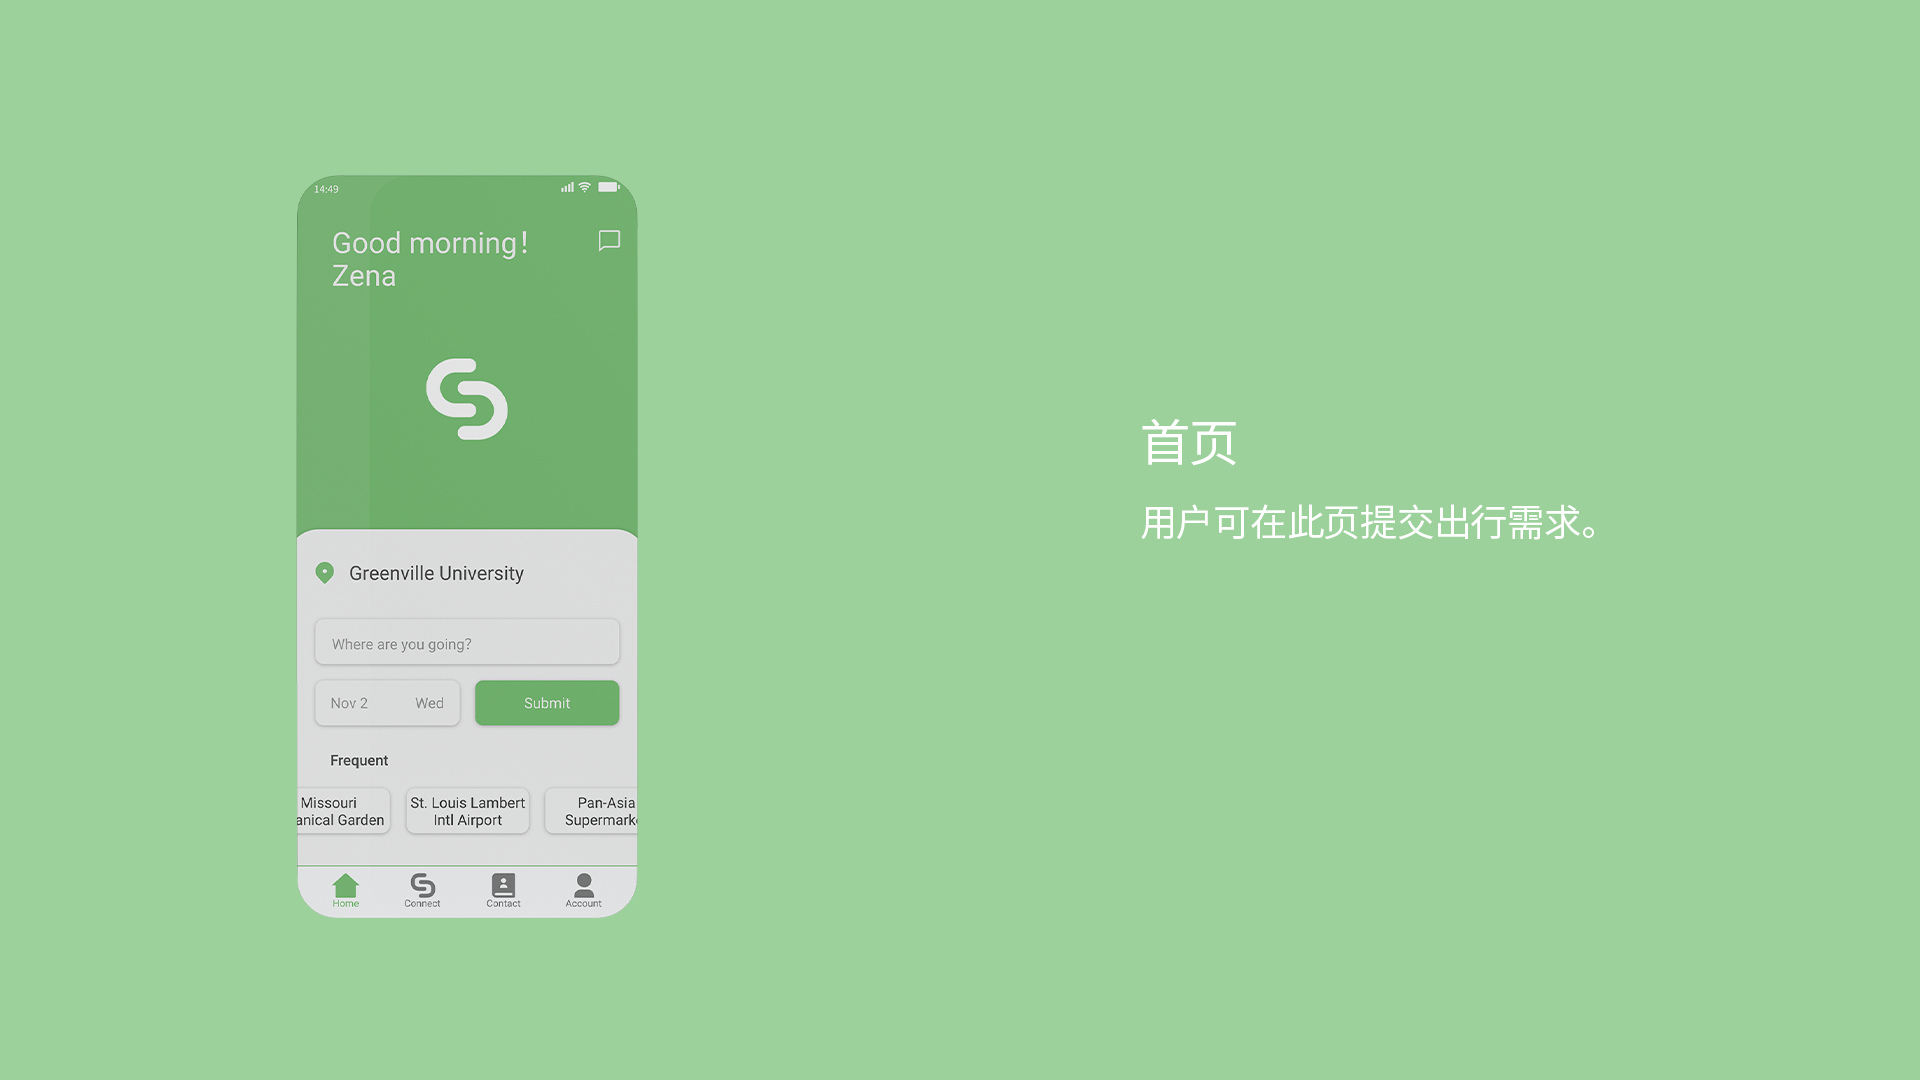 14:49
Good morning!
Zena
Greenville University
Where are you going?
Nov 2 Wed
Submit
Frequent
Missouri
anical Garden
St. Louis Lambert
Intl Airport
Pan-Asia
Supermark
Home
Connect
Contact
Account
首页
用户可在此页提交出行需求。